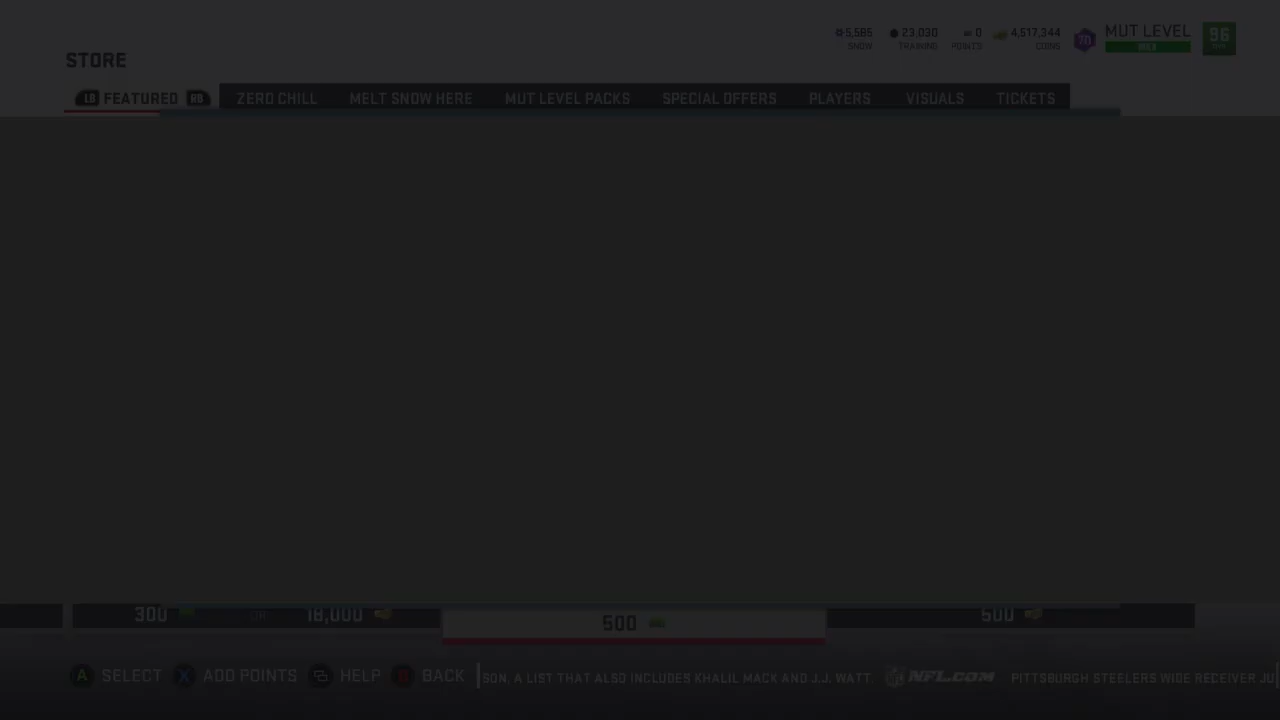 5,585 23,030 0 4,517,344 MUT LEVEL 96
SNOW TRAINING POINTS COINS 70
STORE
LB FEATURED RB ZERO CHILL MELT SNOW HERE MUT LEVEL PACKS SPECIAL OFFERS PLAYERS VISUALS TICKETS
300 OR 18,000 500 500
A SELECT X ADD POINTS HELP B BACK SON, A LIST THAT ALSO INCLUDES KHALIL MACK AND J.J. WATT. NFL.COM PITTSBURGH STEELERS WIDE RECEIVER JU